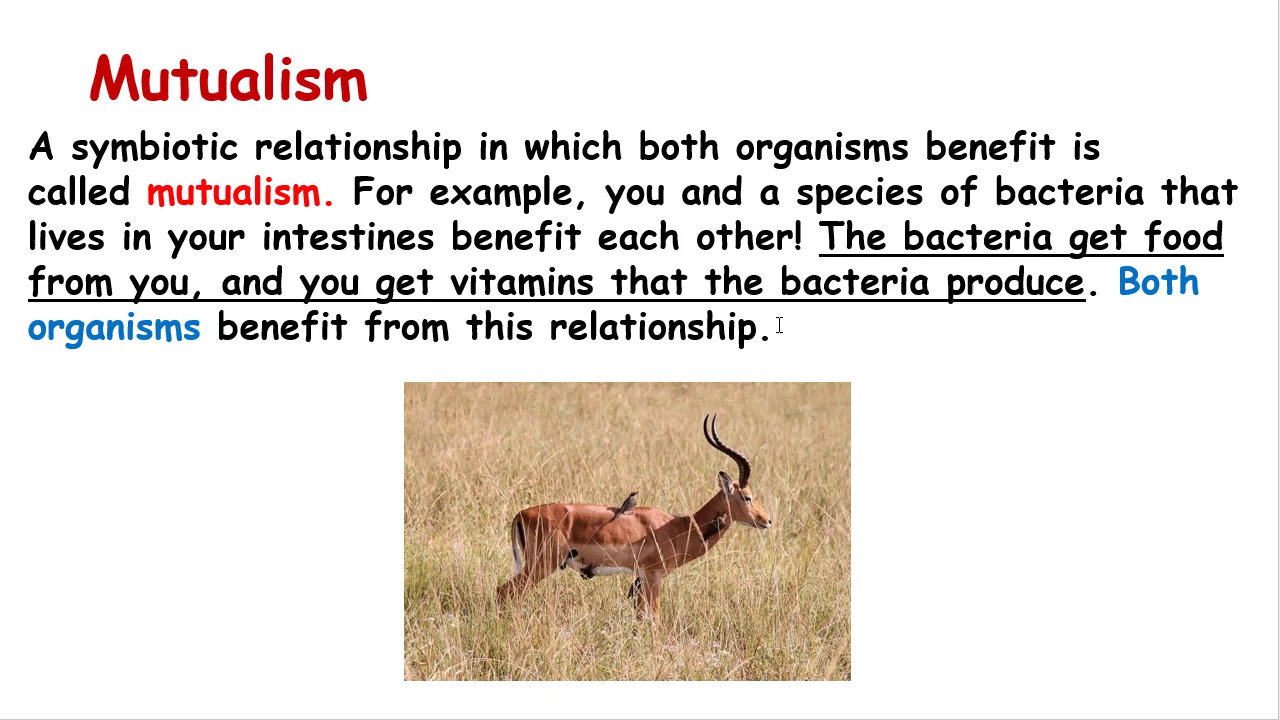 Mutualism
A symbiotic relationship in which both organisms benefit is
called mutualism. For example, you and a species of bacteria that
lives in your intestines benefit each other! The bacteria get food
from you, and you get vitamins that the bacteria produce. Both
organisms benefit from this relationship.